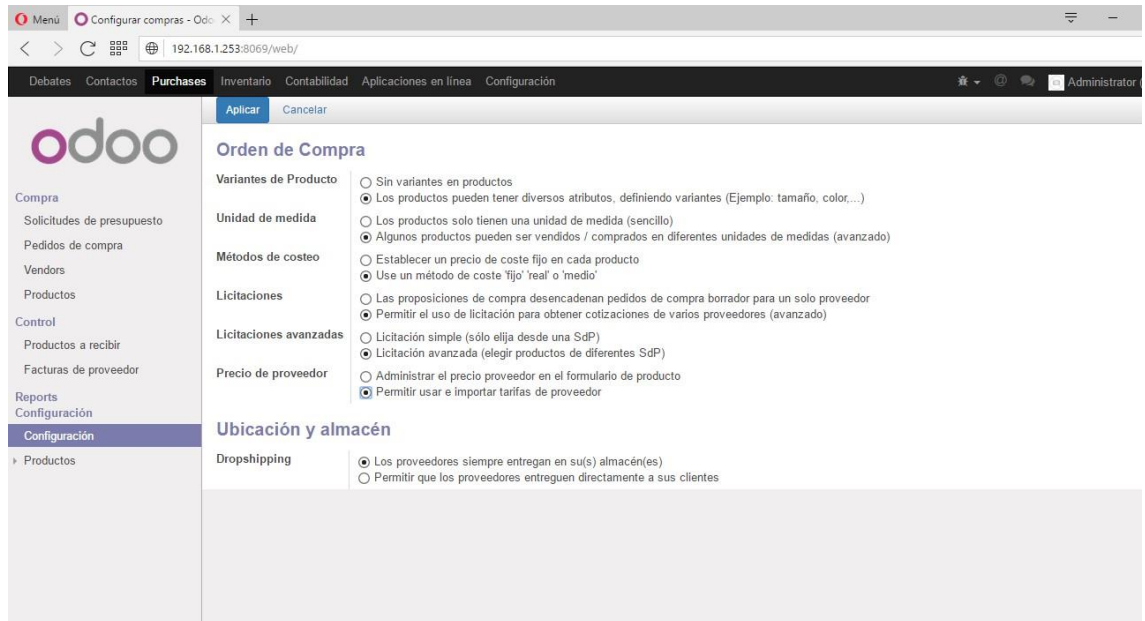 Menú Configurar compras - Odo
192.168.1.253:8069/web/
Debates Contactos Purchases Inventario Contabilidad Aplicaciones en línea Configuración @ Administrator (
odoo
Aplicar Cancelar
Compra
Solicitudes de presupuesto
Pedidos de compra
Vendors
Productos
Control
Productos a recibir
Facturas de proveedor
Reports
Configuración
Configuración
Productos
Orden de Compra
Variantes de Producto
Sin variantes en productos
Los productos pueden tener diversos atributos, definiendo variantes (Ejemplo: tamaño, color,...)
Unidad de medida
Los productos solo tienen una unidad de medida (sencillo)
Algunos productos pueden ser vendidos / comprados en diferentes unidades de medidas (avanzado)
Métodos de costeo
Establecer un precio de coste fijo en cada producto
Use un método de coste 'fijo' 'real' o 'medio'
Licitaciones
Las proposiciones de compra desencadenan pedidos de compra borrador para un solo proveedor
Permitir el uso de licitación para obtener cotizaciones de varios proveedores (avanzado)
Licitaciones avanzadas
Licitación simple (sólo elija desde una SdP)
Licitación avanzada (elegir productos de diferentes SdP)
Precio de proveedor
Administrar el precio proveedor en el formulario de producto
Permitir usar e importar tarifas de proveedor
Ubicación y almacén
Dropshipping
Los proveedores siempre entregan en su(s) almacén(es)
Permitir que los proveedores entreguen directamente a sus clientes